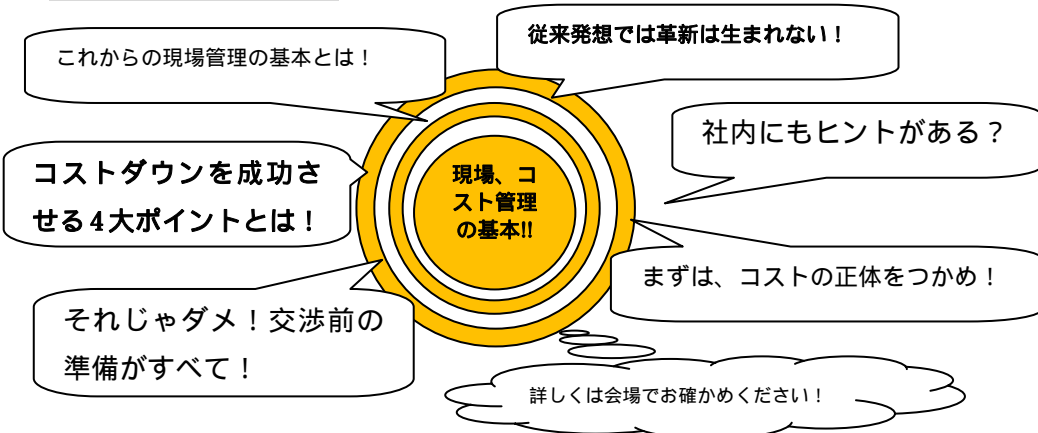 従来発想では革新は生まれない！
これからの現場管理の基本とは！
社内にもヒントがある？
コストダウンを成功さ
せる４大ポイントとは！
現場、コ
スト管理
の基本!!
まずは、コストの正体をつかめ！
それじゃダメ！交渉前の
準備がすべて！
詳しくは会場でお確かめください！